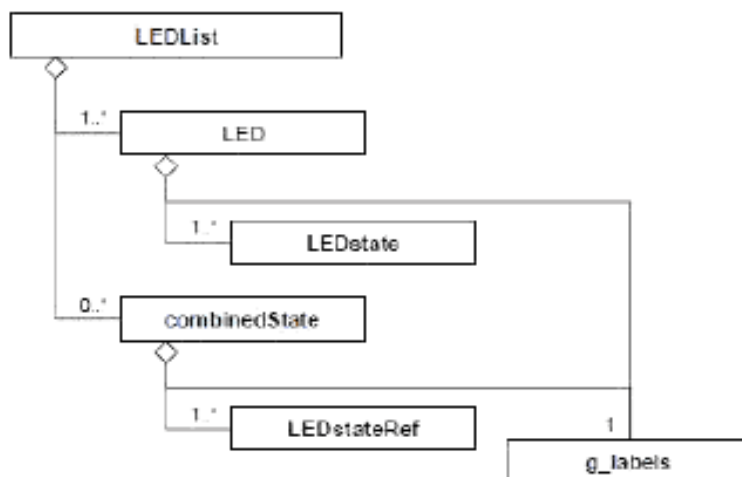 LEDList
1..*
LED
1..*
LEDstate
0..*
combinedState
1..*
LEDstateRef
1
g_labels